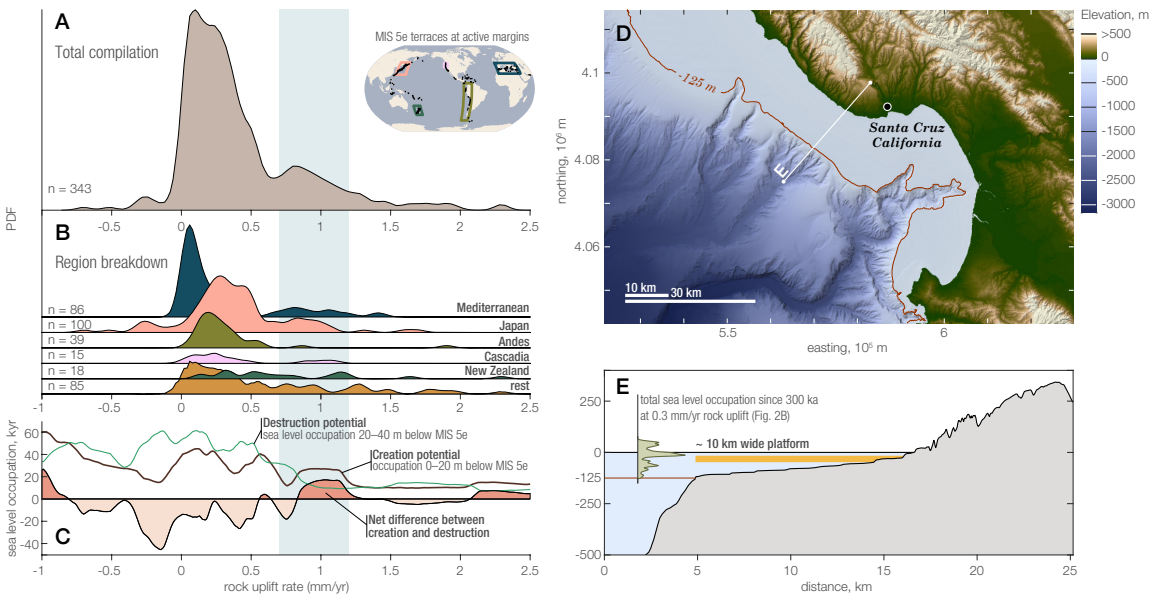 A
Total compilation
MIS 5e terraces at active margins
n = 343
-0.5 0 0.5 1 1.5 2 2.5
PDF
B
Region breakdown
n = 86 Mediterranean
n = 100 Japan
n = 39 Andes
n = 15 Cascadia
n = 18 New Zealand
n = 85 rest
-1 -0.5 0 0.5 1 1.5 2 2.5
60
40
20
0
-20
-40
sea level occupation, kyr
Destruction potential
sea level occupation 20–40 m below MIS 5e
Creation potential
occupation 0–20 m below MIS 5e
Net difference between
creation and destruction
C
-1 -0.5 0 0.5 1 1.5 2 2.5
rock uplift rate (mm/yr)
D
-125 m
Santa Cruz
California
E
10 km
30 km
4.1
4.08
4.06
northing, 10⁶ m
5.5 6
easting, 10⁵ m
Elevation, m
>500
0
-500
-1000
-1500
-2000
-2500
-3000
E
total sea level occupation since 300 ka
at 0.3 mm/yr rock uplift (Fig. 2B)
~ 10 km wide platform
250
0
-125
-250
-500
0 5 10 15 20 25
distance, km